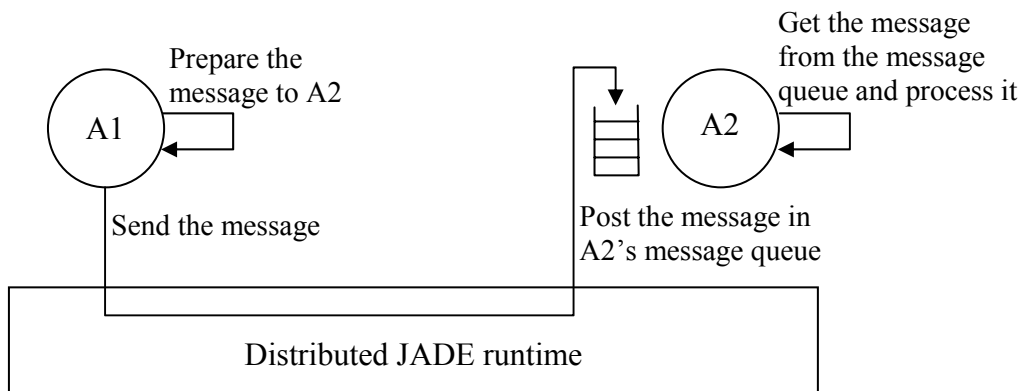 Prepare the
message to A2
A1
Get the message
from the message
queue and process it
A2
Send the message
Post the message in
A2’s message queue
Distributed JADE runtime